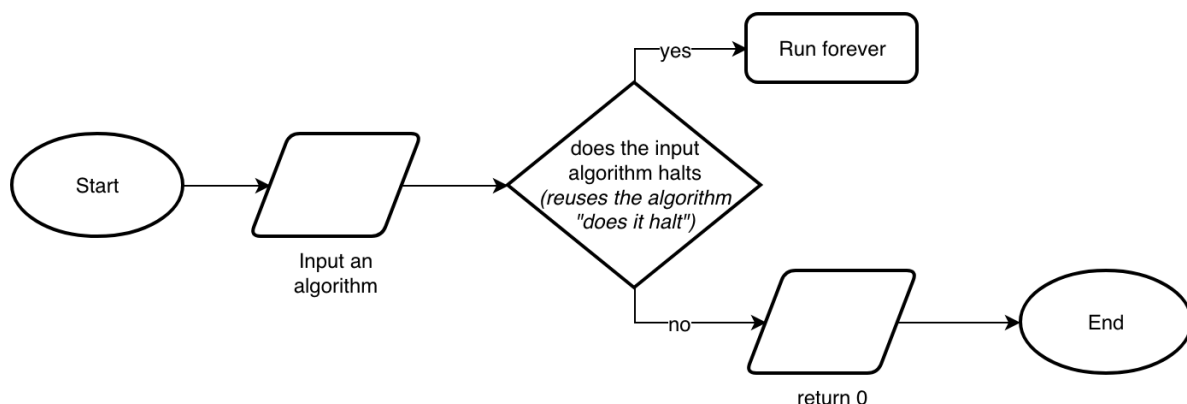 Start
Input an
algorithm
does the input
algorithm halts
(reuses the algorithm
"does it halt")
yes
Run forever
no
return 0
End